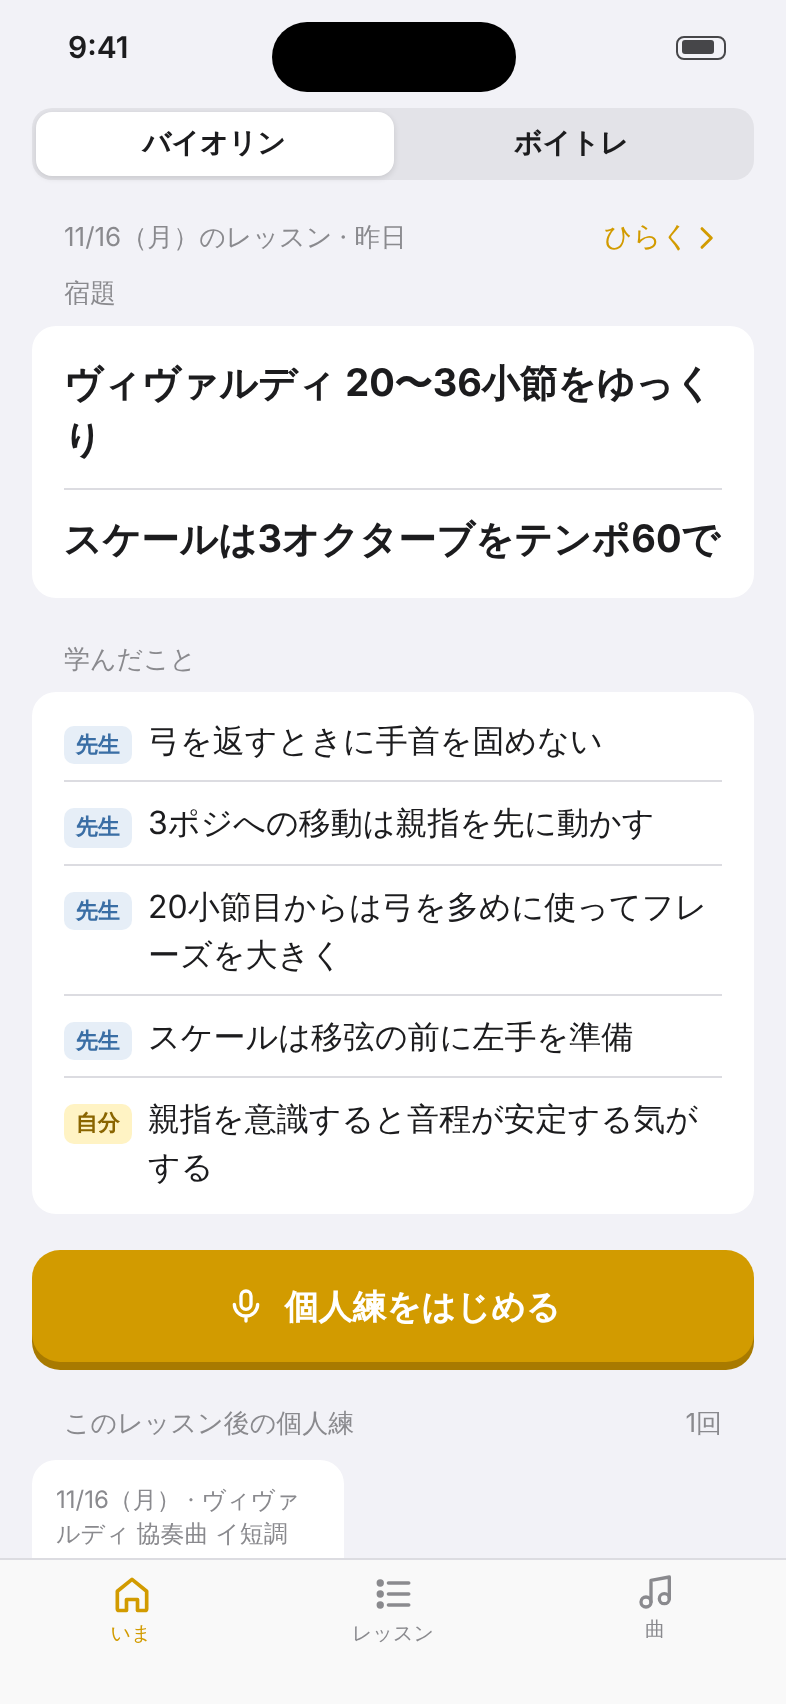 9:41
バイオリン
ボイトレ
11/16（月）のレッスン · 昨日
ひらく
宿題
ヴィヴァルディ 20〜36小節をゆっく
り
スケールは3オクターブをテンポ60で
学んだこと
先生 弓を返すときに手首を固めない
先生 3ポジへの移動は親指を先に動かす
先生 20小節目からは弓を多めに使ってフレ
ーズを大きく
先生 スケールは移弦の前に左手を準備
自分 親指を意識すると音程が安定する気が
する
個人練をはじめる
このレッスン後の個人練
1回
11/16（月） · ヴィヴァ
ルディ 協奏曲 イ短調
いま
レッスン
曲